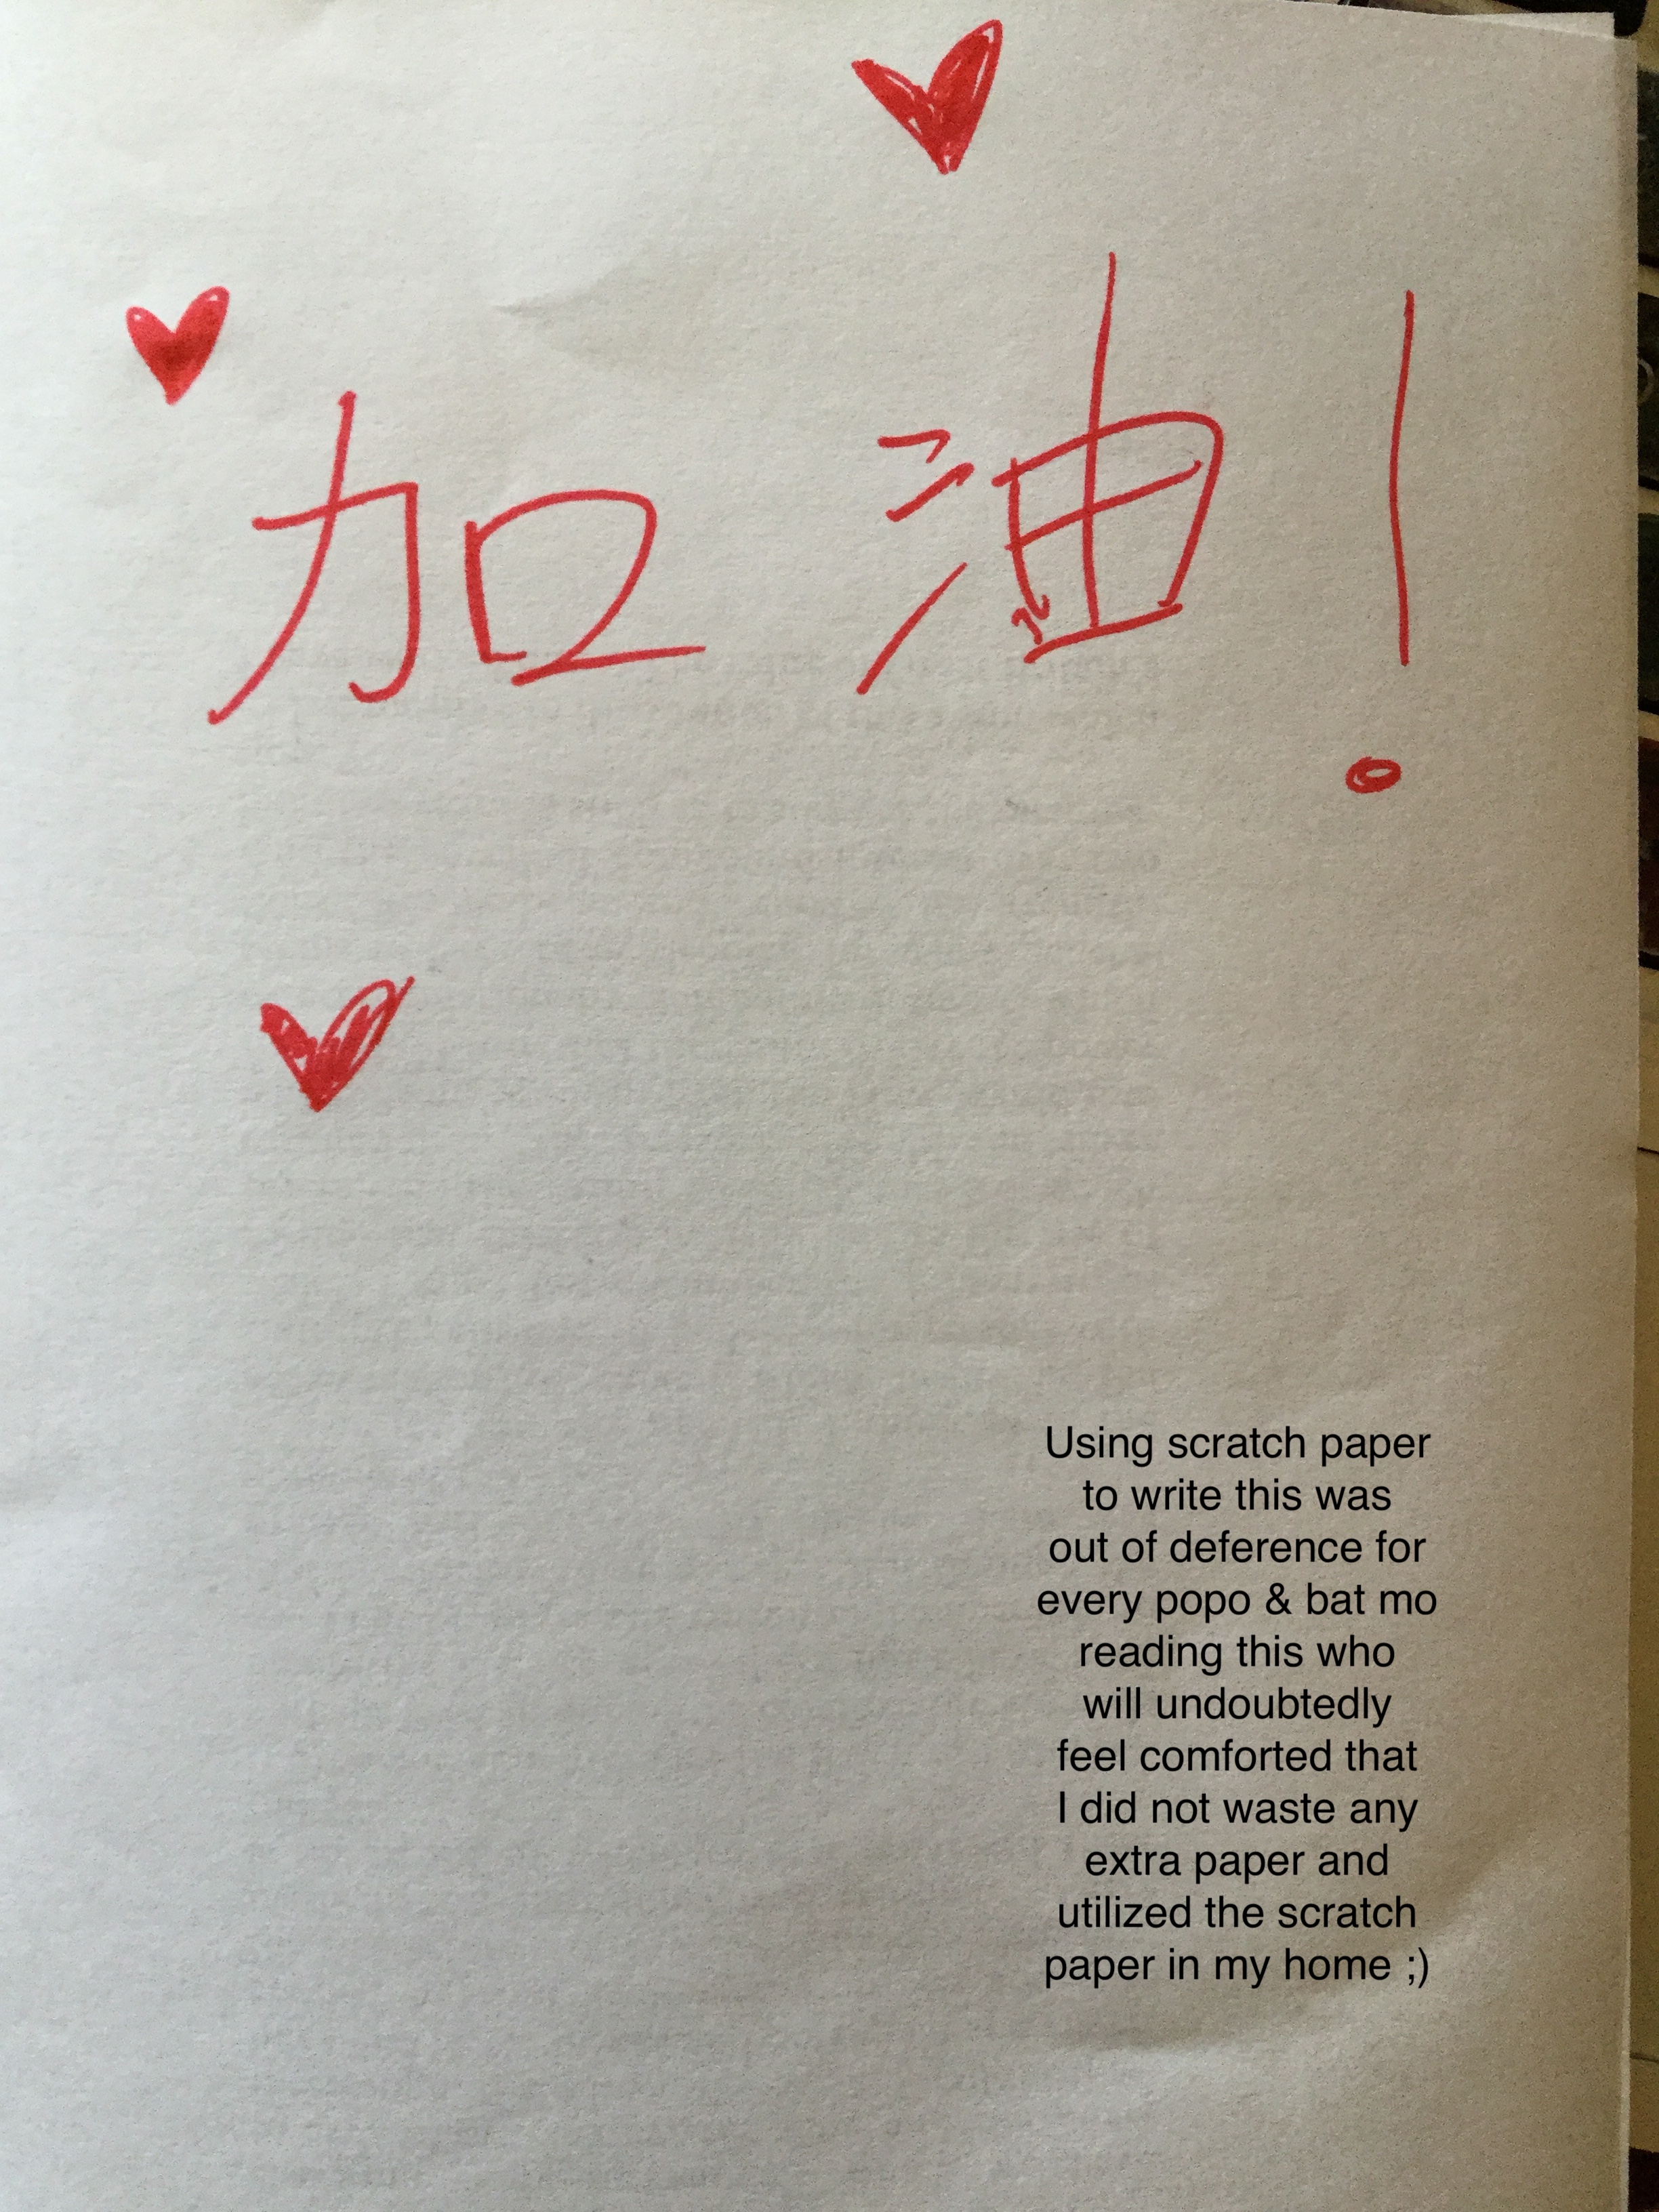 加油!
Using scratch paper
to write this was
out of deference for
every popo & bat mo
reading this who
will undoubtedly
feel comforted that
I did not waste any
extra paper and
utilized the scratch
paper in my home ;)